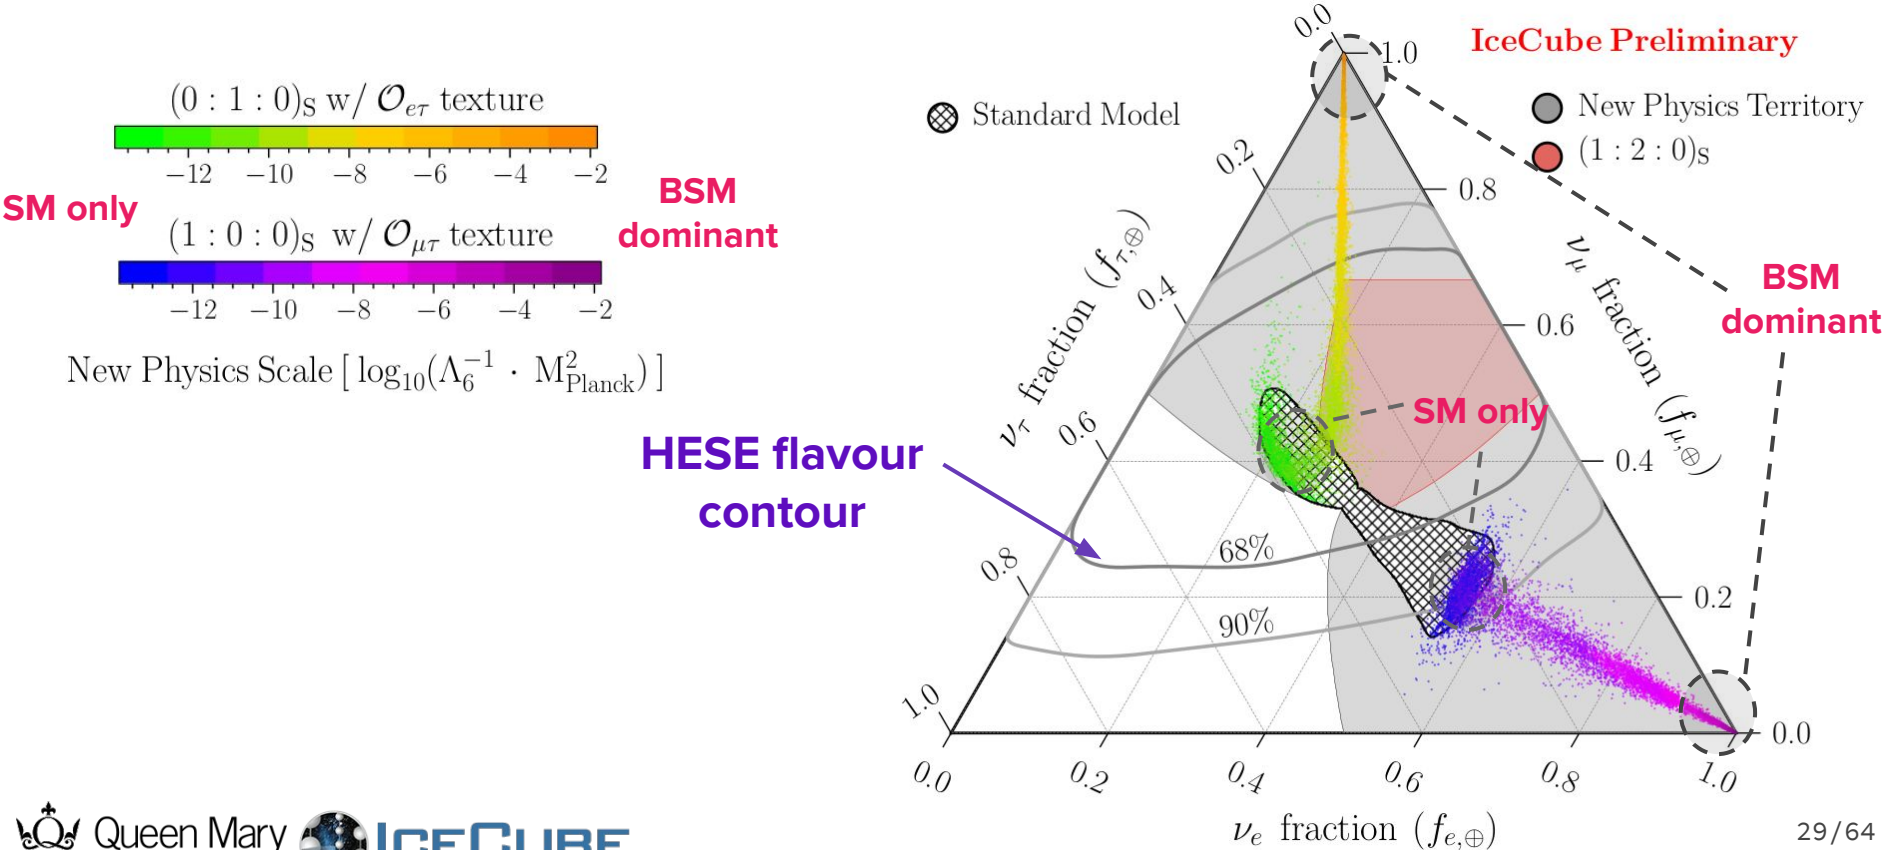 (0 : 1 : 0)S w/ 𝒪eτ texture
−12 −10 −8 −6 −4 −2
SM only
BSM
dominant
(1 : 0 : 0)S w/ 𝒪μτ texture
−12 −10 −8 −6 −4 −2
New Physics Scale [ log10(Λ6^−1 · M^2Planck) ]
HESE flavour
contour
IceCube Preliminary
Standard Model
New Physics Territory
(1 : 2 : 0)S
BSM
dominant
SM only
68%
90%
ντ fraction (fτ,⊕)
0.0
0.2
0.4
0.6
0.8
1.0
νμ fraction (fμ,⊕)
1.0
0.8
0.6
0.4
0.2
0.0
0.0 0.2 0.4 0.6 0.8 1.0
νe fraction (fe,⊕)
Queen Mary
ICECUBE
29/64